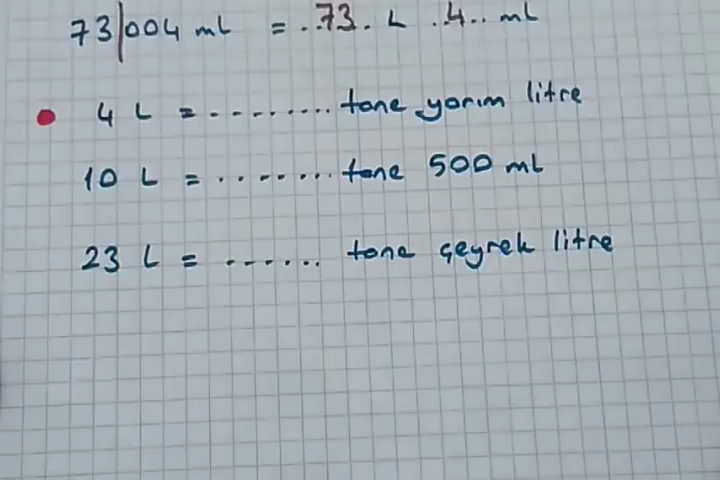 73|004 ml = ..73. L .4.. ml
4 L = ......... tane yarım litre
10 L = ........ tane 500 ml
23 L = ...... tane çeyrek litre